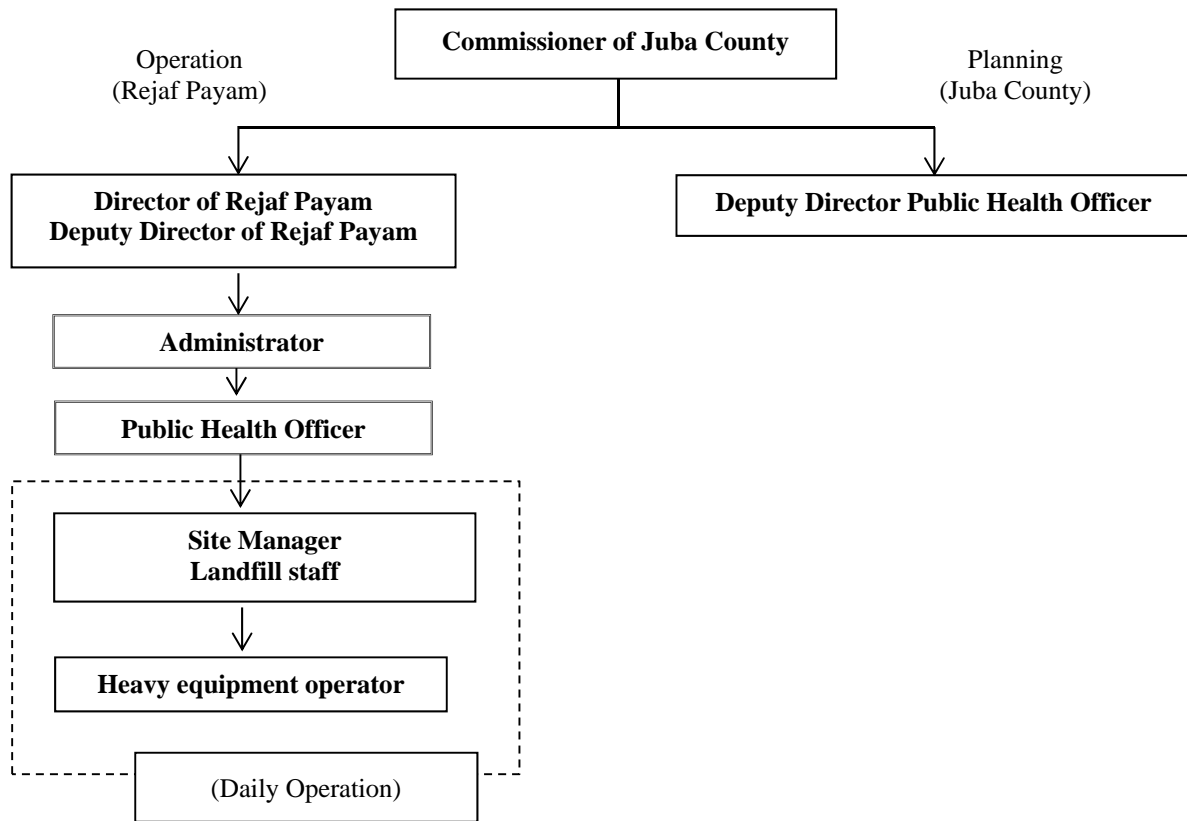 Commissioner of Juba County
Operation
(Rejaf Payam)
Planning
(Juba County)
Director of Rejaf Payam
Deputy Director of Rejaf Payam
Deputy Director Public Health Officer
Administrator
Public Health Officer
Site Manager
Landfill staff
Heavy equipment operator
(Daily Operation)